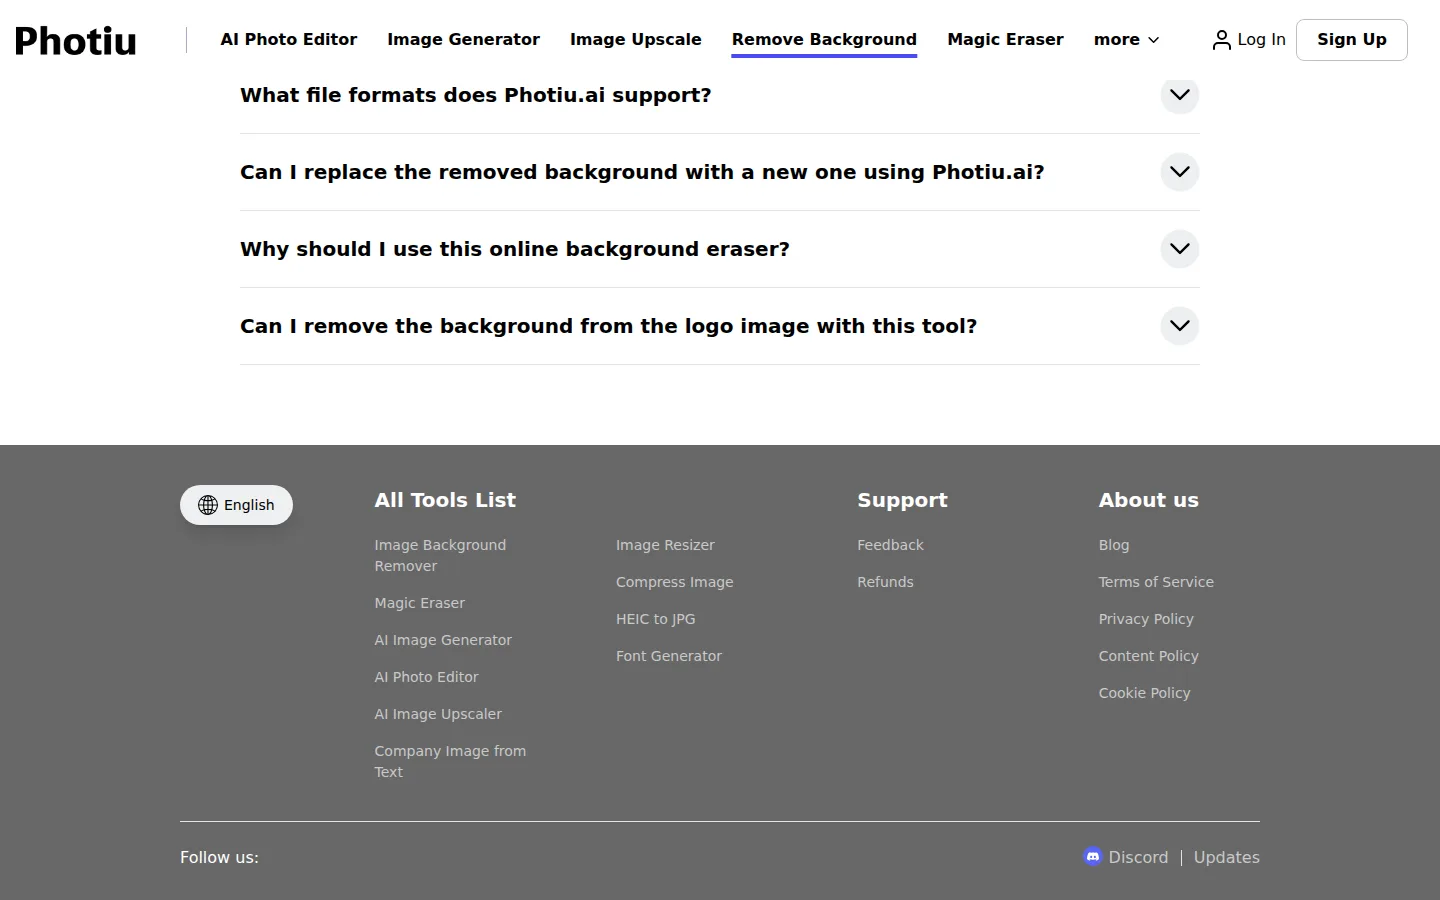 Photiu
AI Photo Editor
Image Generator
Image Upscale
Remove Background
Magic Eraser
more
Log In
Sign Up
What file formats does Photiu.ai support?
Can I replace the removed background with a new one using Photiu.ai?
Why should I use this online background eraser?
Can I remove the background from the logo image with this tool?
English
All Tools List
Image Background
Remover
Magic Eraser
AI Image Generator
AI Photo Editor
AI Image Upscaler
Company Image from
Text
Image Resizer
Compress Image
HEIC to JPG
Font Generator
Support
Feedback
Refunds
About us
Blog
Terms of Service
Privacy Policy
Content Policy
Cookie Policy
Follow us:
Discord
Updates